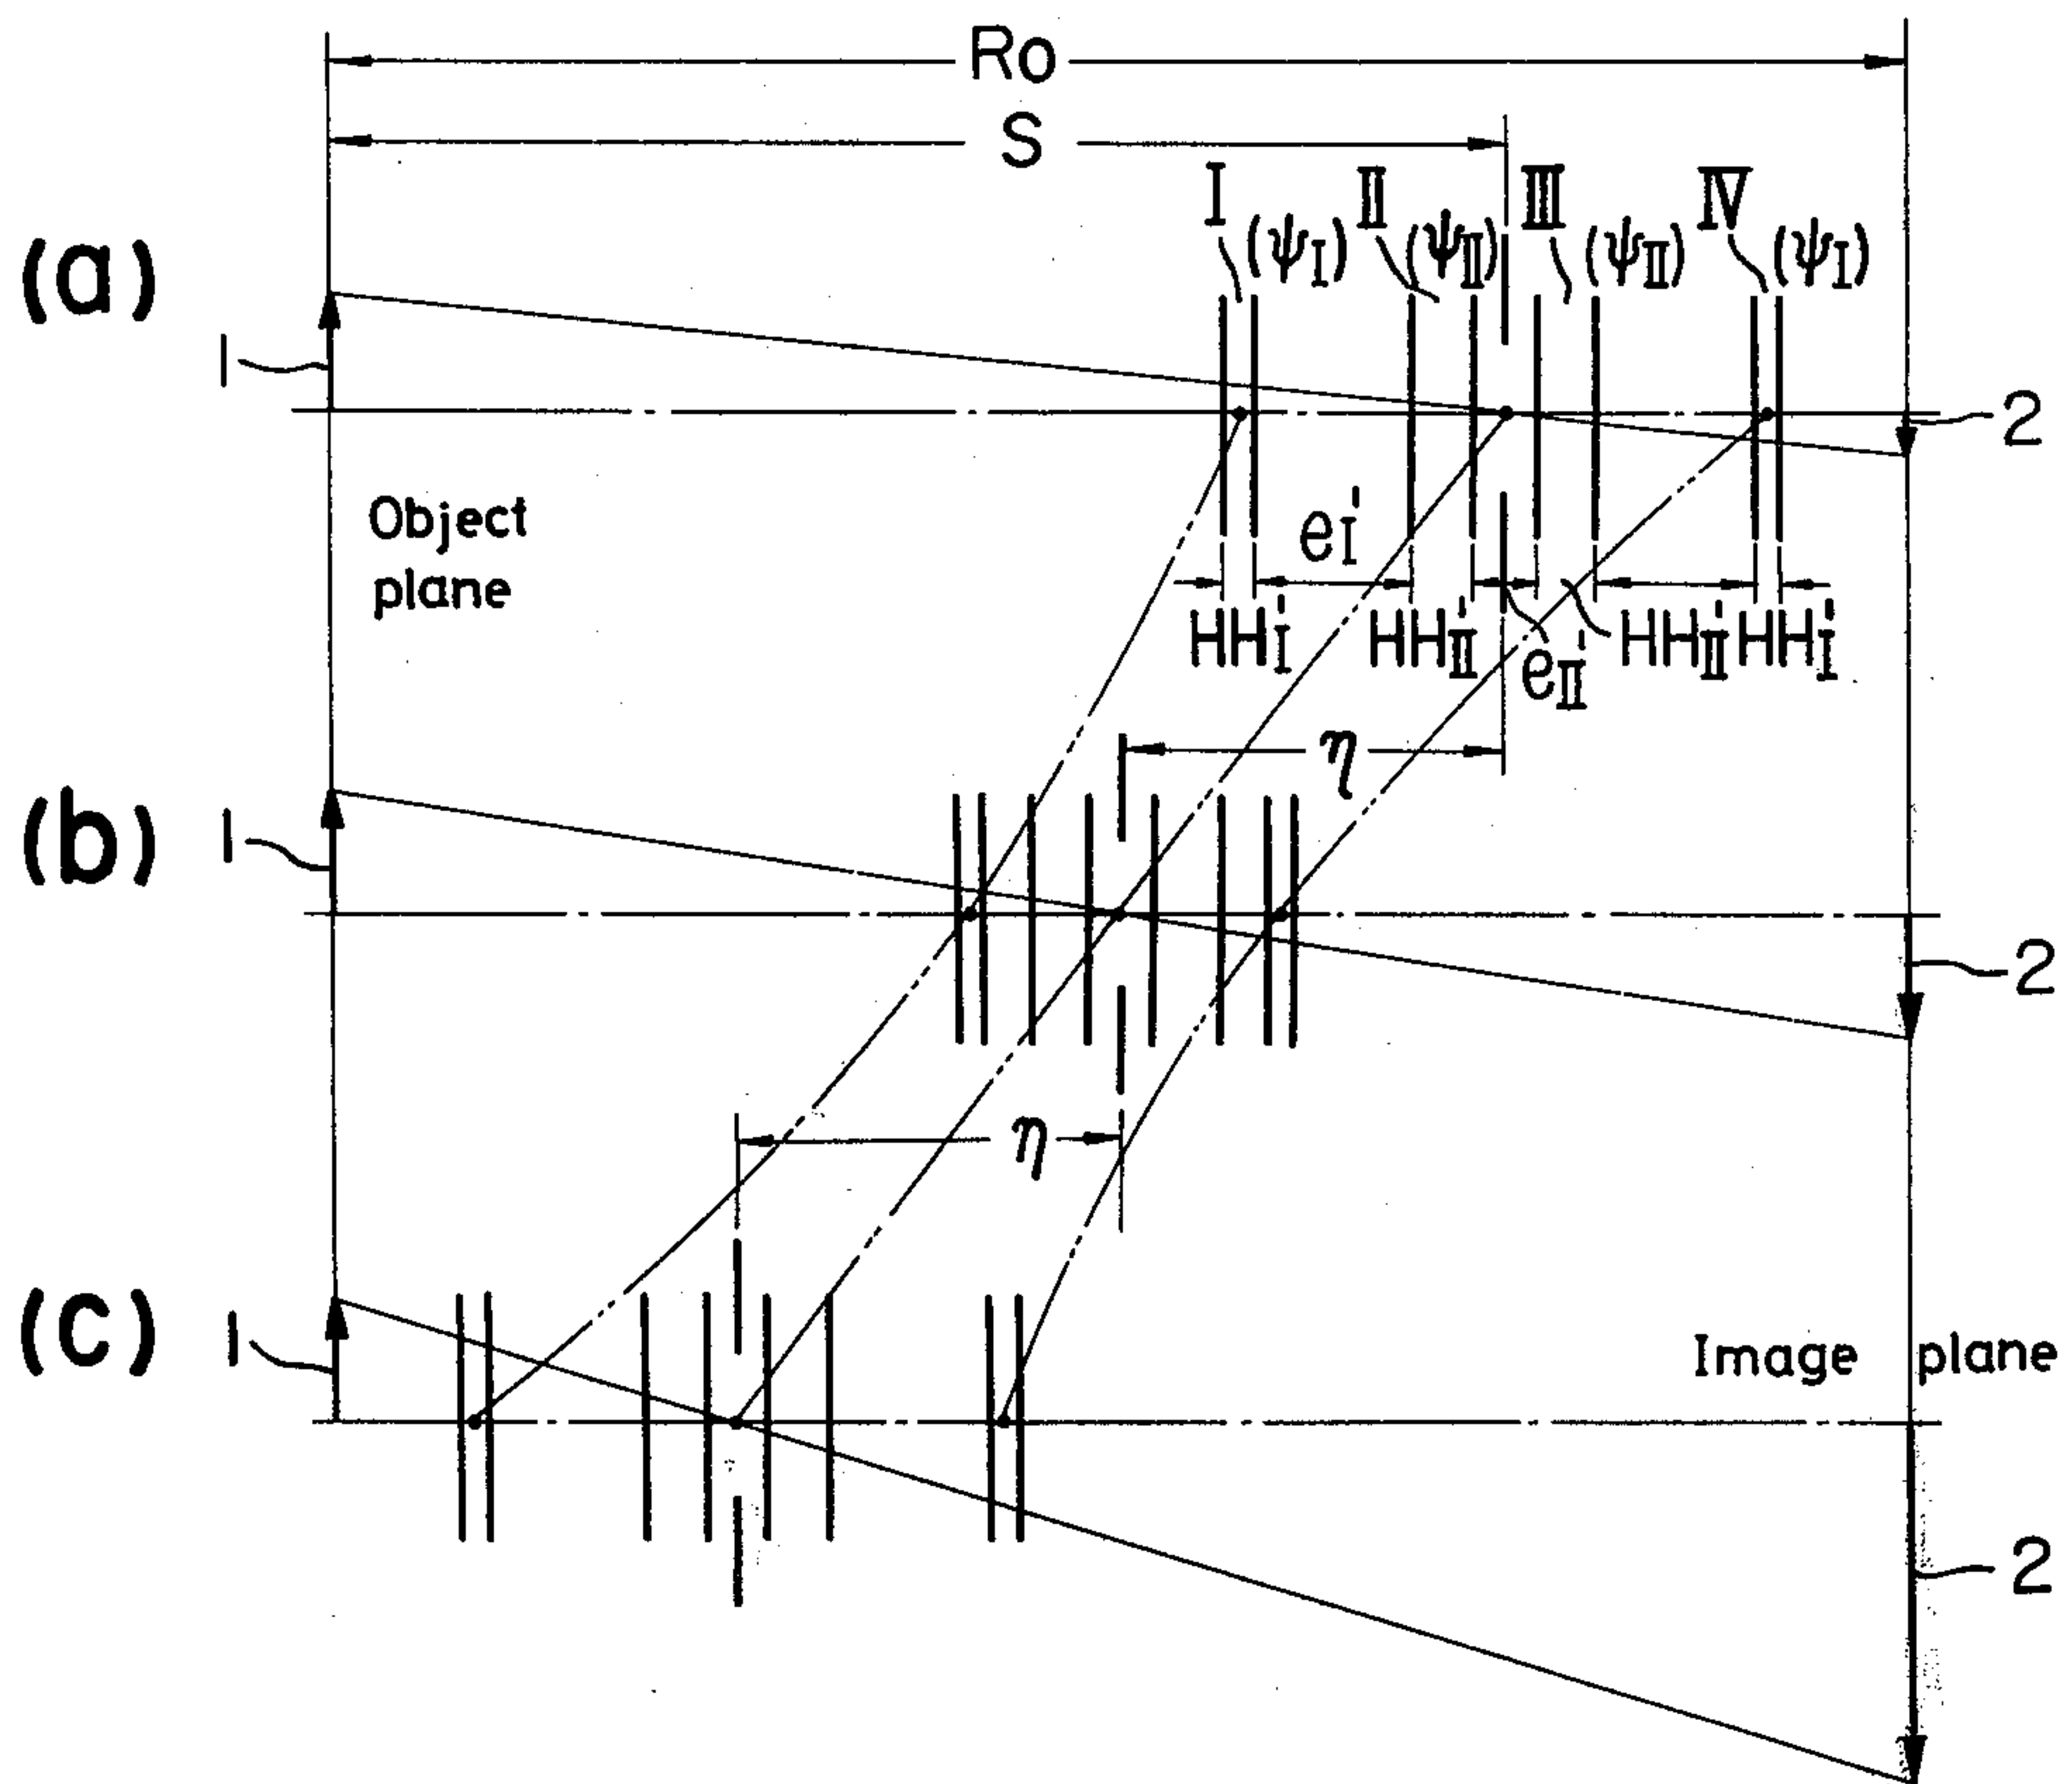 Ro
S
I (ψI) II (ψII) III (ψII) IV (ψI)
(a)
1
2
Object
plane
eI'
HHI' HHII' eII' HHII' HHI'
η
(b)
1
2
η
(c)
1
Image plane
2